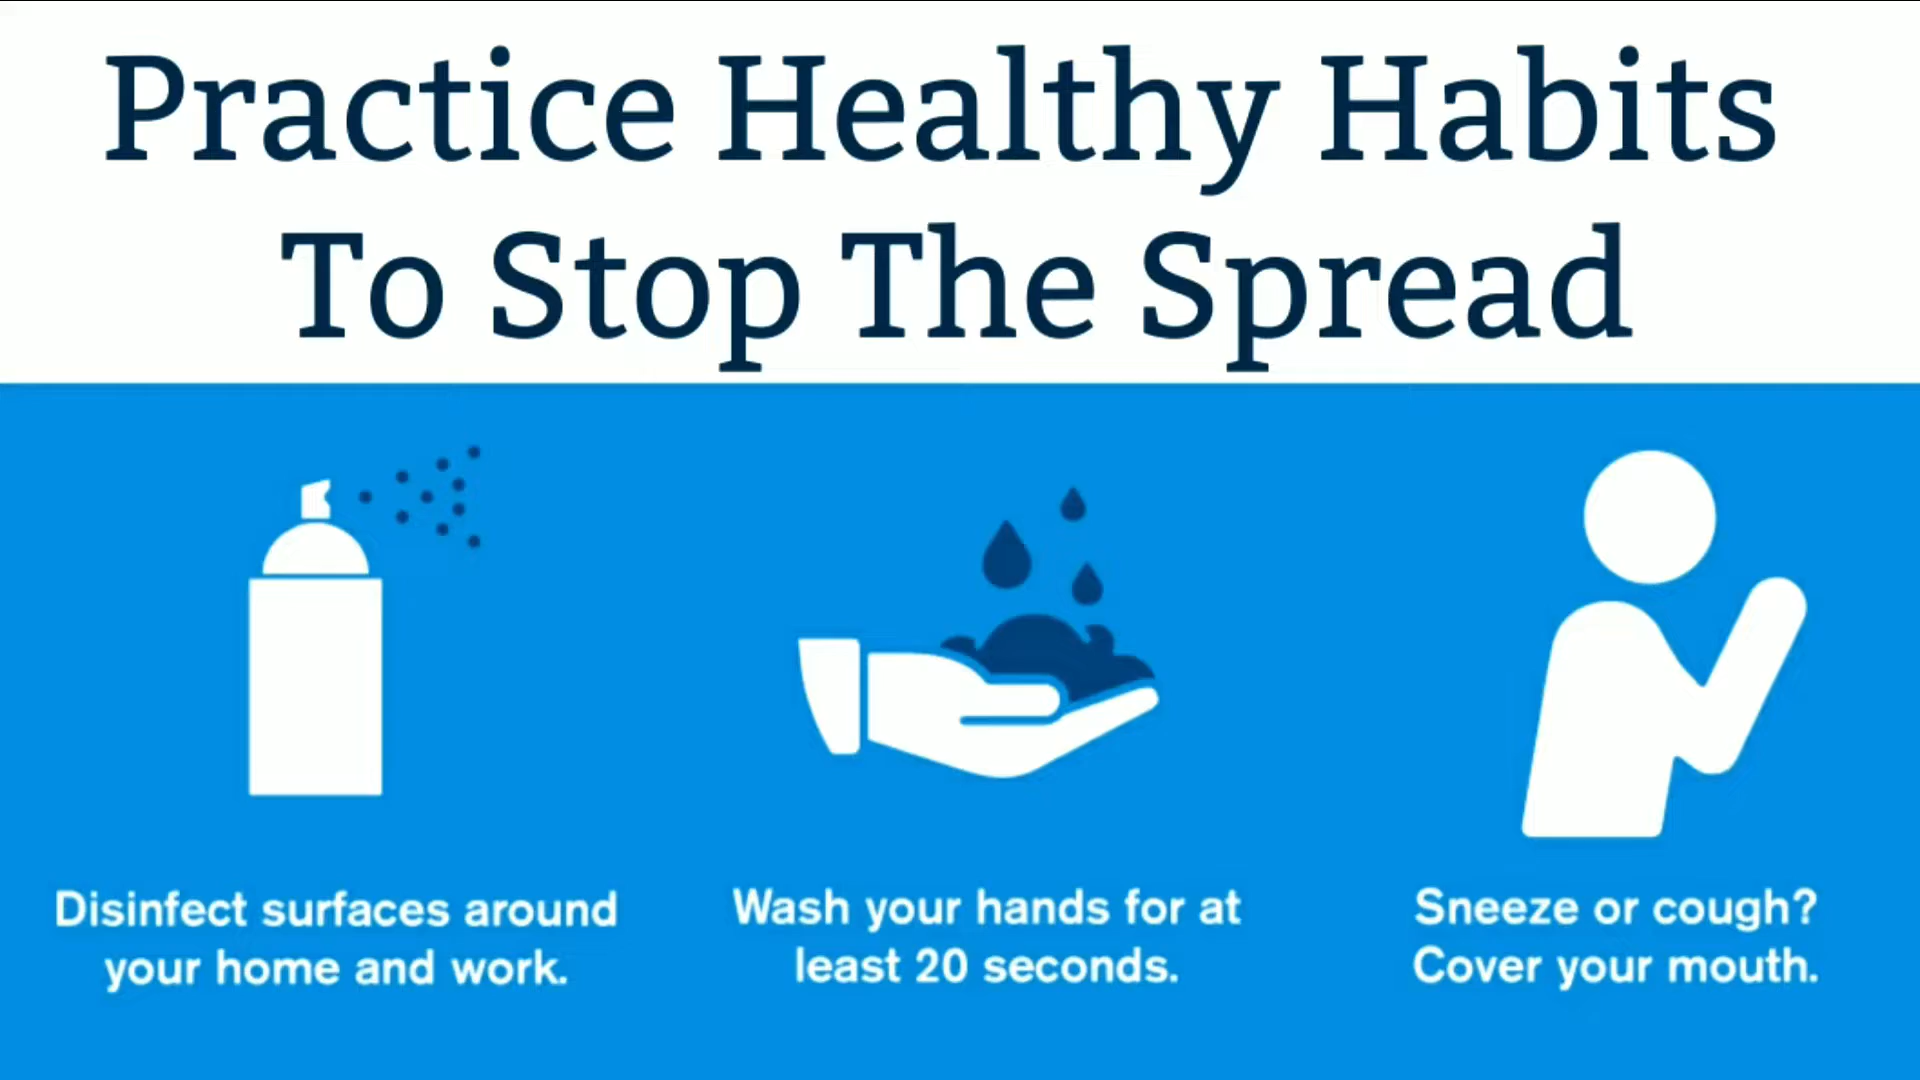 Practice Healthy Habits
To Stop The Spread
Disinfect surfaces around
your home and work.
Wash your hands for at
least 20 seconds.
Sneeze or cough?
Cover your mouth.